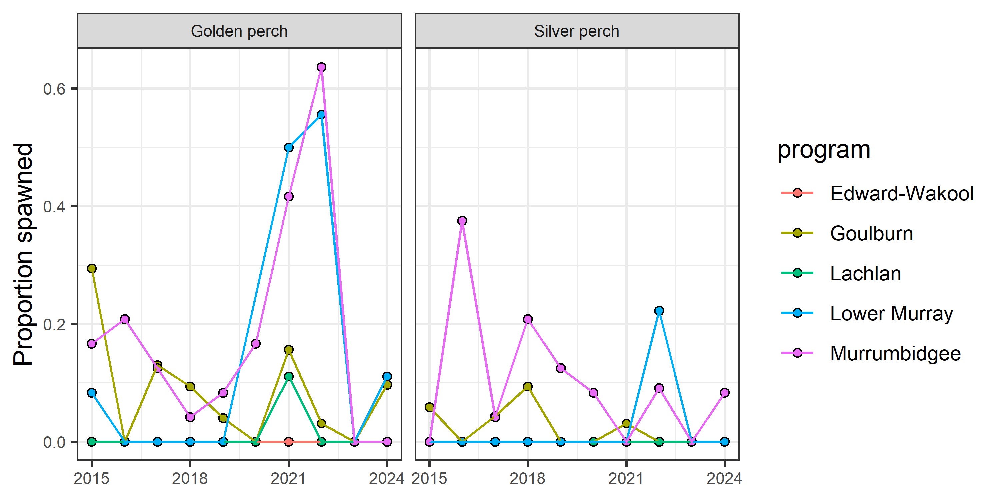 Golden perch
Silver perch
Proportion spawned
0.6
0.4
0.2
0.0
2015 2018 2021 2024
2015 2018 2021 2024
program
Edward-Wakool
Goulburn
Lachlan
Lower Murray
Murrumbidgee